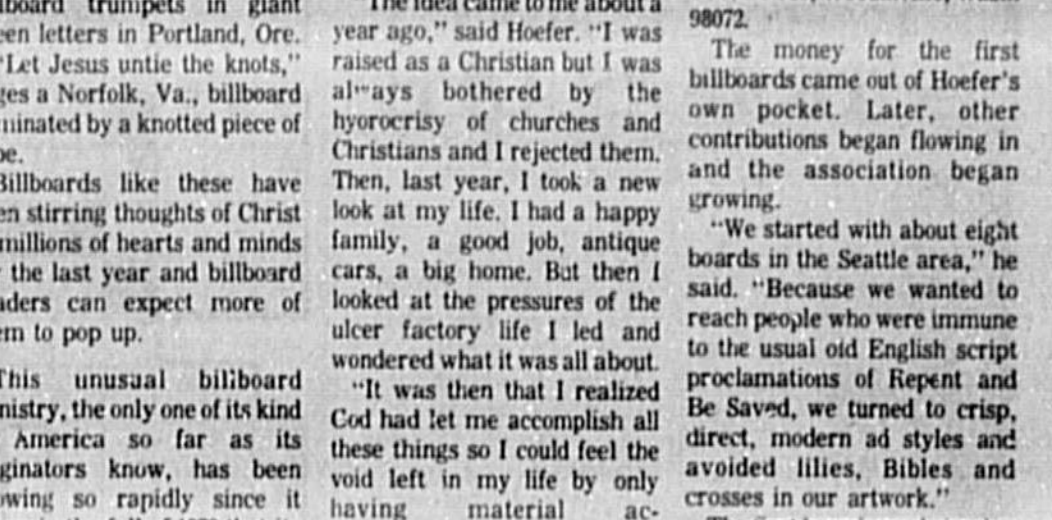 lboard trumpets in giant
een letters in Portland, Ore.
"Let Jesus untie the knots,"
ges a Norfolk, Va., billboard
minated by a knotted piece of
pe.
Billboards like these have
en stirring thoughts of Christ
millions of hearts and minds
the last year and billboard
aders can expect more of
em to pop up.
This unusual billboard
nistry, the only one of its kind
America so far as its
ginators know, has been
owing so rapidly since it
"The idea came to me about a
year ago," said Hoefer. "I was
raised as a Christian but I was
always bothered by the
hyorocrisy of churches and
Christians and I rejected them.
Then, last year, I took a new
look at my life. I had a happy
family, a good job, antique
cars, a big home. But then I
looked at the pressures of the
ulcer factory life I led and
wondered what it was all about.
"It was then that I realized
God had let me accomplish all
these things so I could feel the
void left in my life by only
having material ac-
98072.
The money for the first
billboards came out of Hoefer's
own pocket. Later, other
contributions began flowing in
and the association began
growing.
"We started with about eight
boards in the Seattle area," he
said. "Because we wanted to
reach people who were immune
to the usual old English script
proclamations of Repent and
Be Saved, we turned to crisp,
direct, modern ad styles and
avoided lilies, Bibles and
crosses in our artwork."